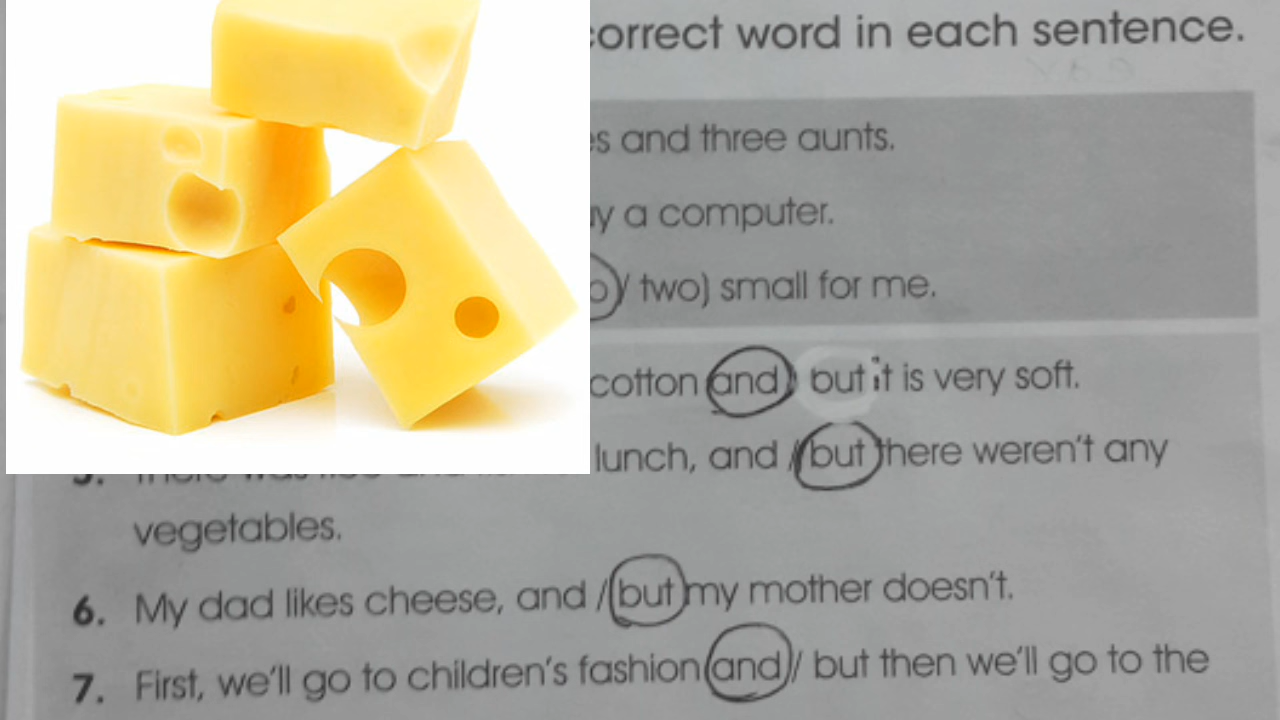 correct word in each sentence.
and three aunts.
a computer.
/ two) small for me.
cotton and / but it is very soft.
lunch, and / but there weren't any
vegetables.
6. My dad likes cheese, and / but my mother doesn't.
7. First, we'll go to children's fashion and / but then we'll go to the